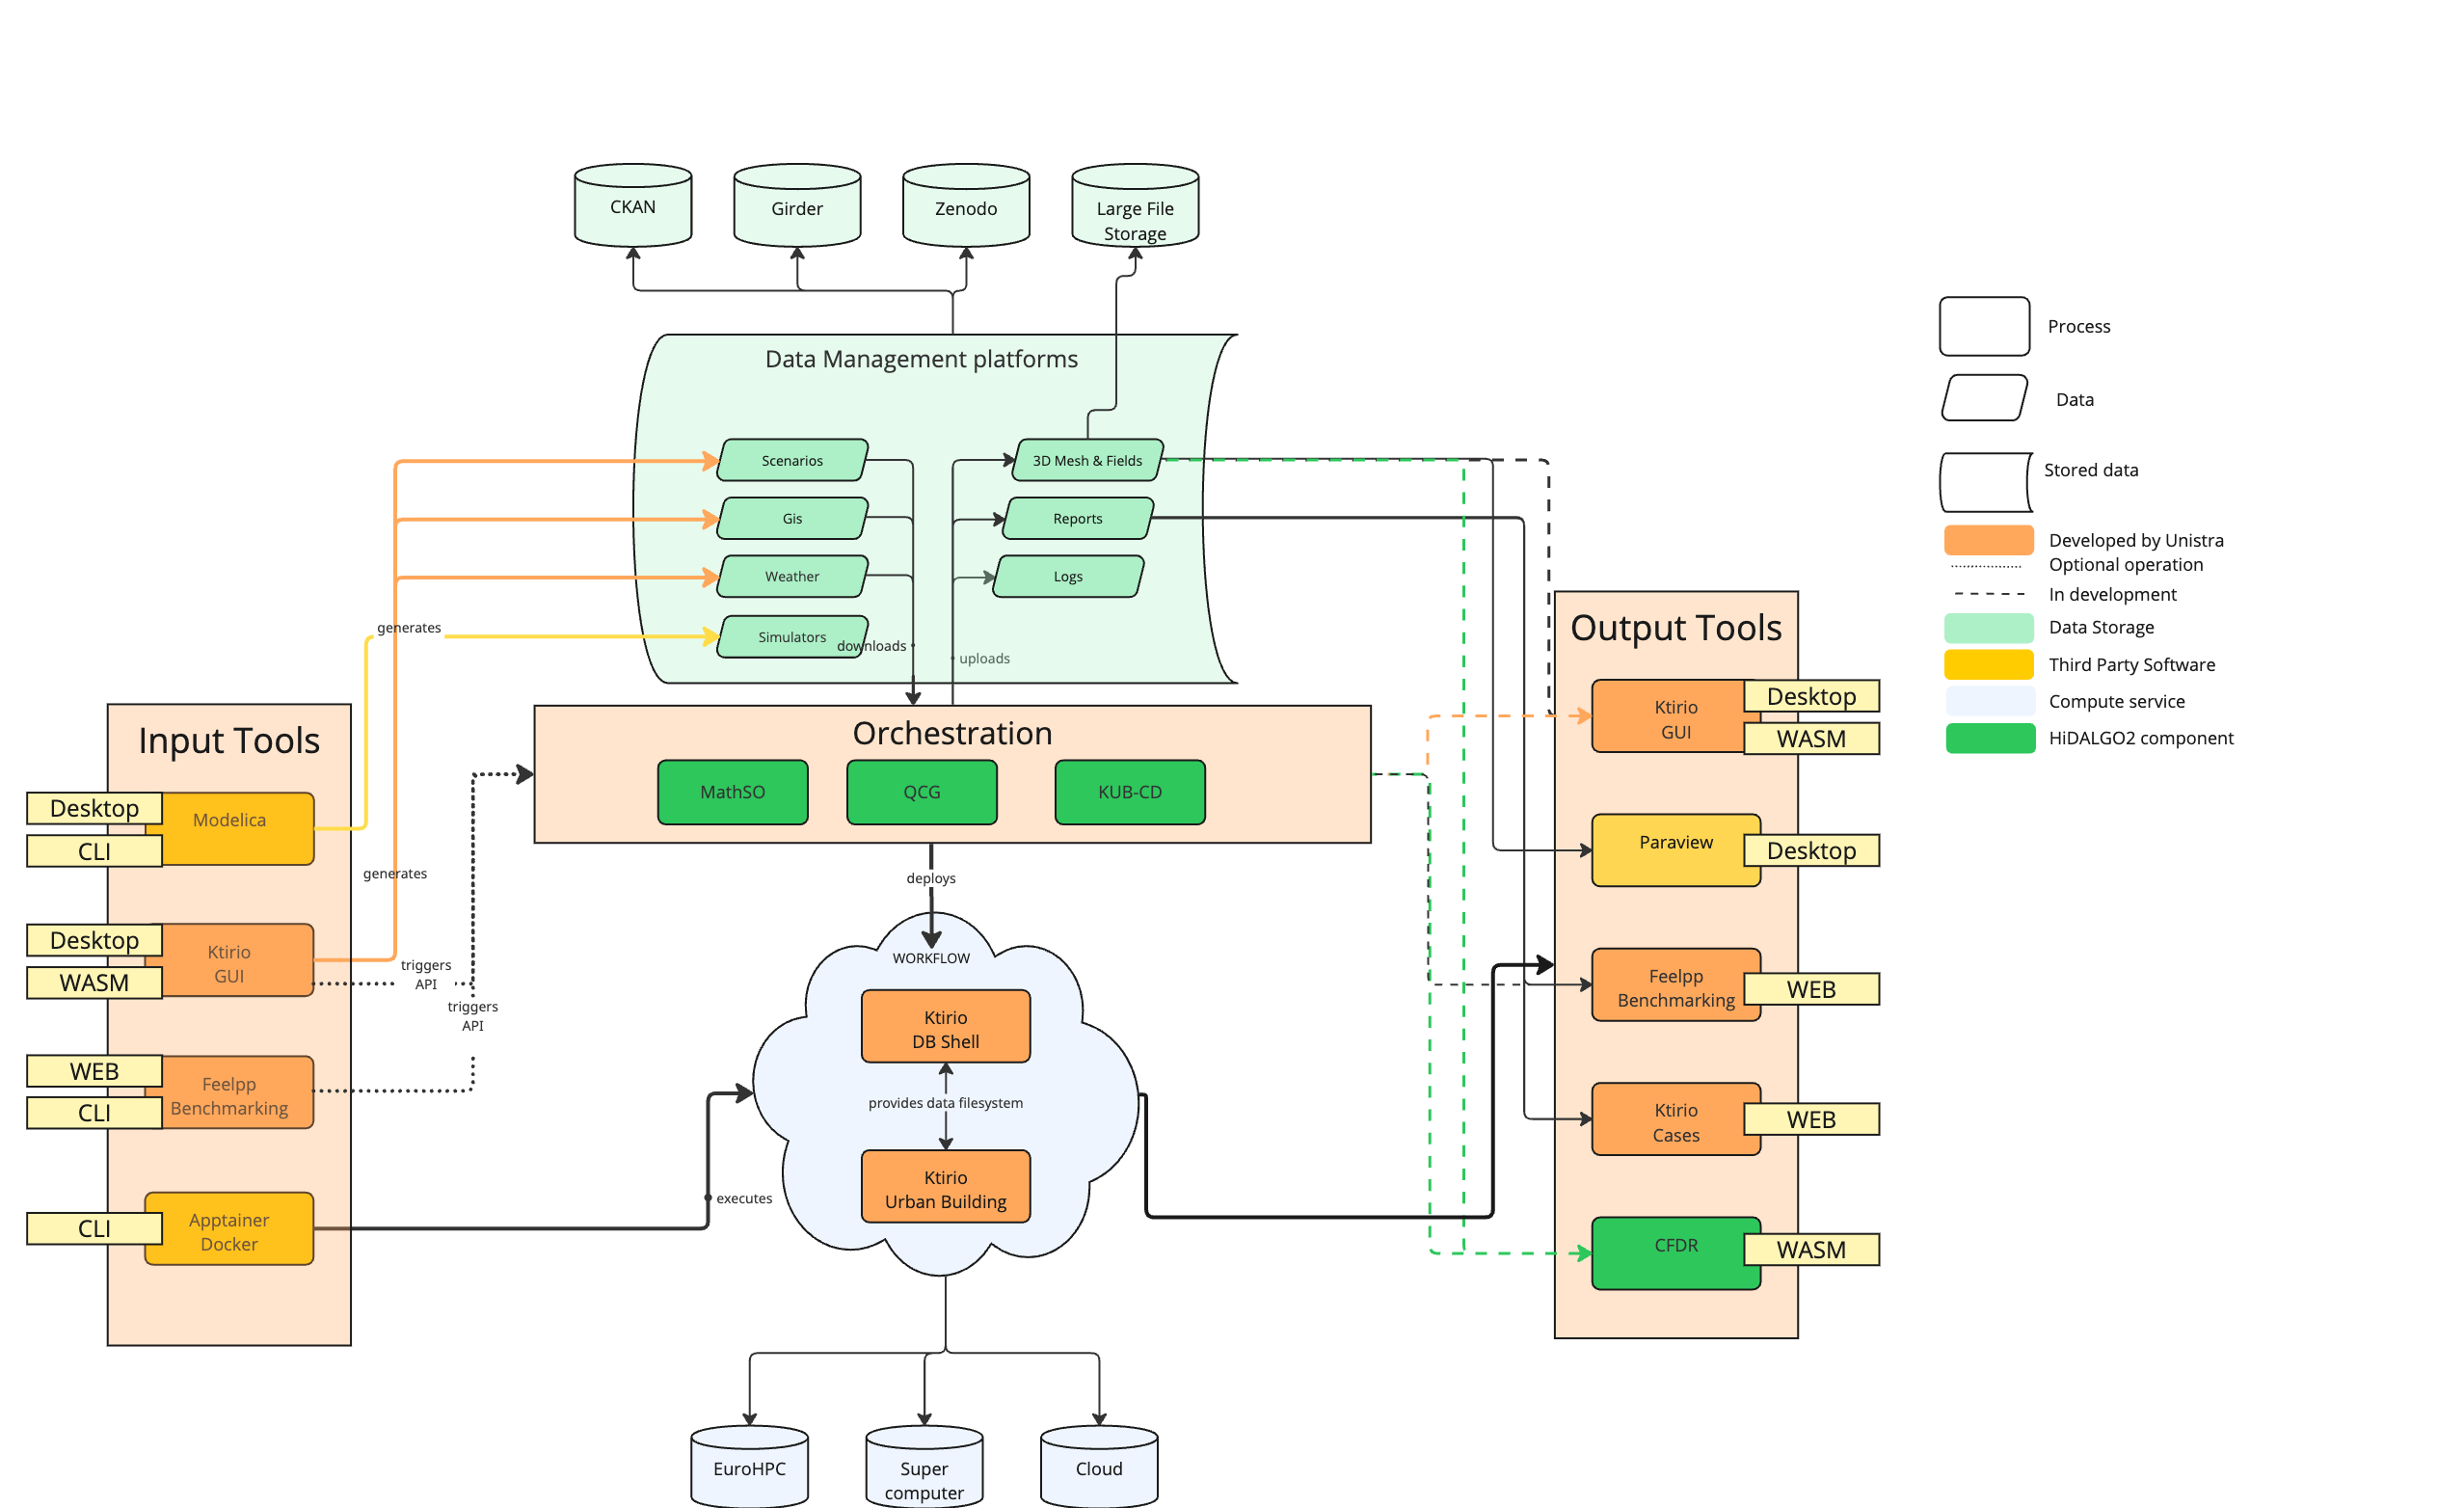 CKAN
Girder
Zenodo
Large File
Storage
Data Management platforms
Scenarios
Gis
Weather
Simulators
3D Mesh & Fields
Reports
Logs
downloads
uploads
generates
generates
triggers
API
triggers
API
executes
Input Tools
Desktop
CLI
Modelica
Desktop
WASM
Ktirio
GUI
WEB
CLI
Feelpp
Benchmarking
CLI
Apptainer
Docker
Orchestration
MathSO
QCG
KUB-CD
deploys
WORKFLOW
Ktirio
DB Shell
provides data filesystem
Ktirio
Urban Building
EuroHPC
Super
computer
Cloud
Output Tools
Ktirio
GUI
Desktop
WASM
Paraview
Desktop
Feelpp
Benchmarking
WEB
Ktirio
Cases
WEB
CFDR
WASM
Process
Data
Stored data
Developed by Unistra
Optional operation
In development
Data Storage
Third Party Software
Compute service
HiDALGO2 component